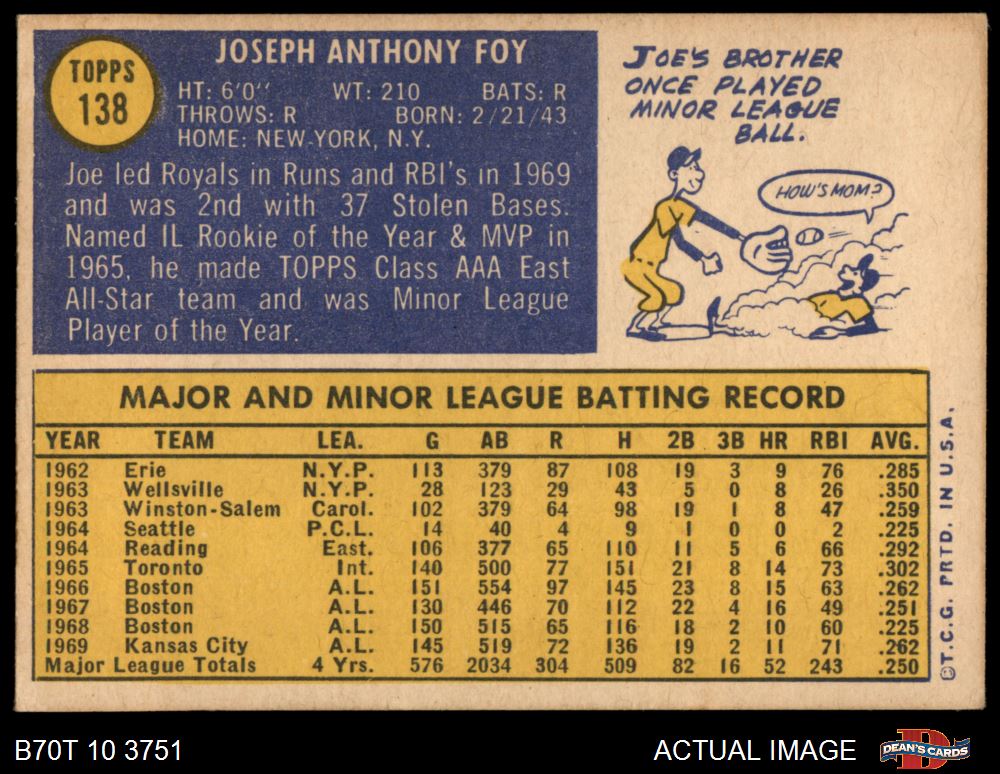 TOPPS
138
JOSEPH ANTHONY FOY
HT: 6'0" WT: 210 BATS: R
THROWS: R BORN: 2/21/43
HOME: NEW YORK, N.Y.
Joe led Royals in Runs and RBI's in 1969
and was 2nd with 37 Stolen Bases.
Named IL Rookie of the Year & MVP in
1965, he made TOPPS Class AAA East
All-Star team and was Minor League
Player of the Year.
JOE'S BROTHER
ONCE PLAYED
MINOR LEAGUE
BALL.
HOW'S MOM?
MAJOR AND MINOR LEAGUE BATTING RECORD
YEAR TEAM LEA. G AB R H 2B 3B HR RBI AVG.
1962 Erie N.Y.P. 113 379 87 108 19 3 9 76 .285
1963 Wellsville N.Y.P. 28 123 29 43 5 0 8 26 .350
1963 Winston-Salem Carol. 102 379 64 98 19 1 8 47 .259
1964 Seattle P.C.L. 14 40 4 9 1 0 0 2 .225
1964 Reading East. 106 377 65 110 11 5 6 66 .292
1965 Toronto Int. 140 500 77 151 21 8 14 73 .302
1966 Boston A.L. 151 554 97 145 23 8 15 63 .262
1967 Boston A.L. 130 446 70 112 22 4 16 49 .251
1968 Boston A.L. 150 515 65 116 18 2 10 60 .225
1969 Kansas City A.L. 145 519 72 136 19 2 11 71 .262
Major League Totals 4 Yrs. 576 2034 304 509 82 16 52 243 .250
©T.C.G. PRTD. IN U.S.A.
B70T 10 3751
ACTUAL IMAGE
DEAN'S CARDS